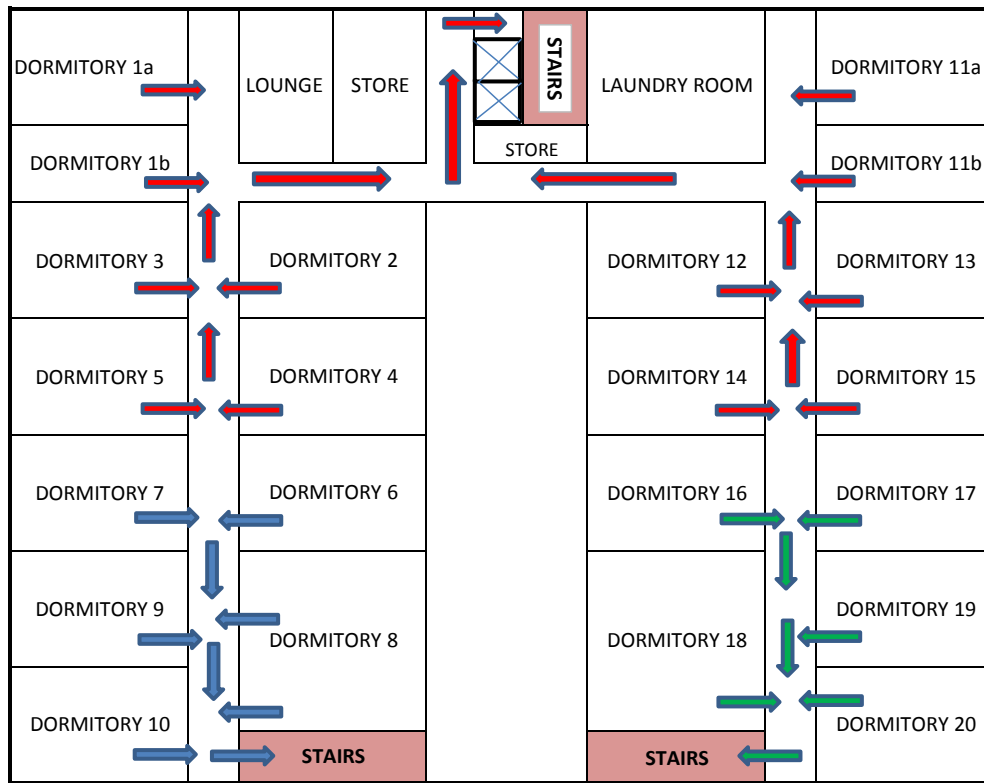 DORMITORY 1a
LOUNGE
STORE
STAIRS
LAUNDRY ROOM
DORMITORY 11a
DORMITORY 1b
STORE
DORMITORY 11b
DORMITORY 3
DORMITORY 2
DORMITORY 12
DORMITORY 13
DORMITORY 5
DORMITORY 4
DORMITORY 14
DORMITORY 15
DORMITORY 7
DORMITORY 6
DORMITORY 16
DORMITORY 17
DORMITORY 9
DORMITORY 8
DORMITORY 18
DORMITORY 19
DORMITORY 10
DORMITORY 20
STAIRS
STAIRS